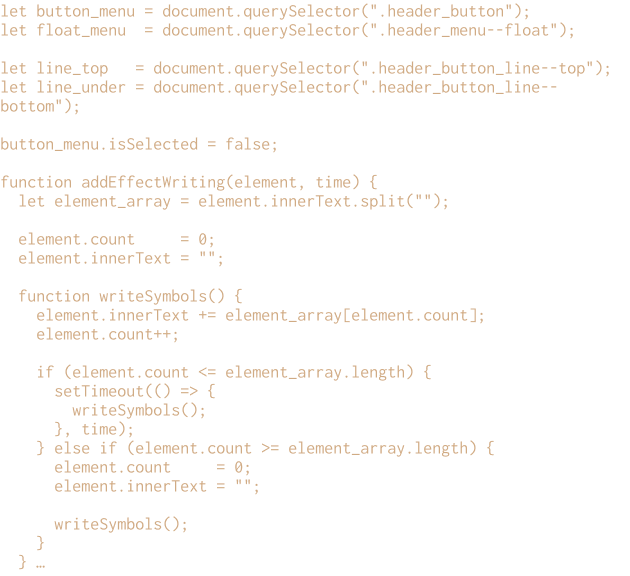 let button_menu = document.querySelector(".header_button");
let float_menu  = document.querySelector(".header_menu--float");

let line_top   = document.querySelector(".header_button_line--top");
let line_under = document.querySelector(".header_button_line--
bottom");

button_menu.isSelected = false;

function addEffectWriting(element, time) {
  let element_array = element.innerText.split("");

  element.count     = 0;
  element.innerText = "";

  function writeSymbols() {
    element.innerText += element_array[element.count];
    element.count++;

    if (element.count <= element_array.length) {
      setTimeout(() => {
        writeSymbols();
      }, time);
    } else if (element.count >= element_array.length) {
      element.count     = 0;
      element.innerText = "";

      writeSymbols();
    }
  } …